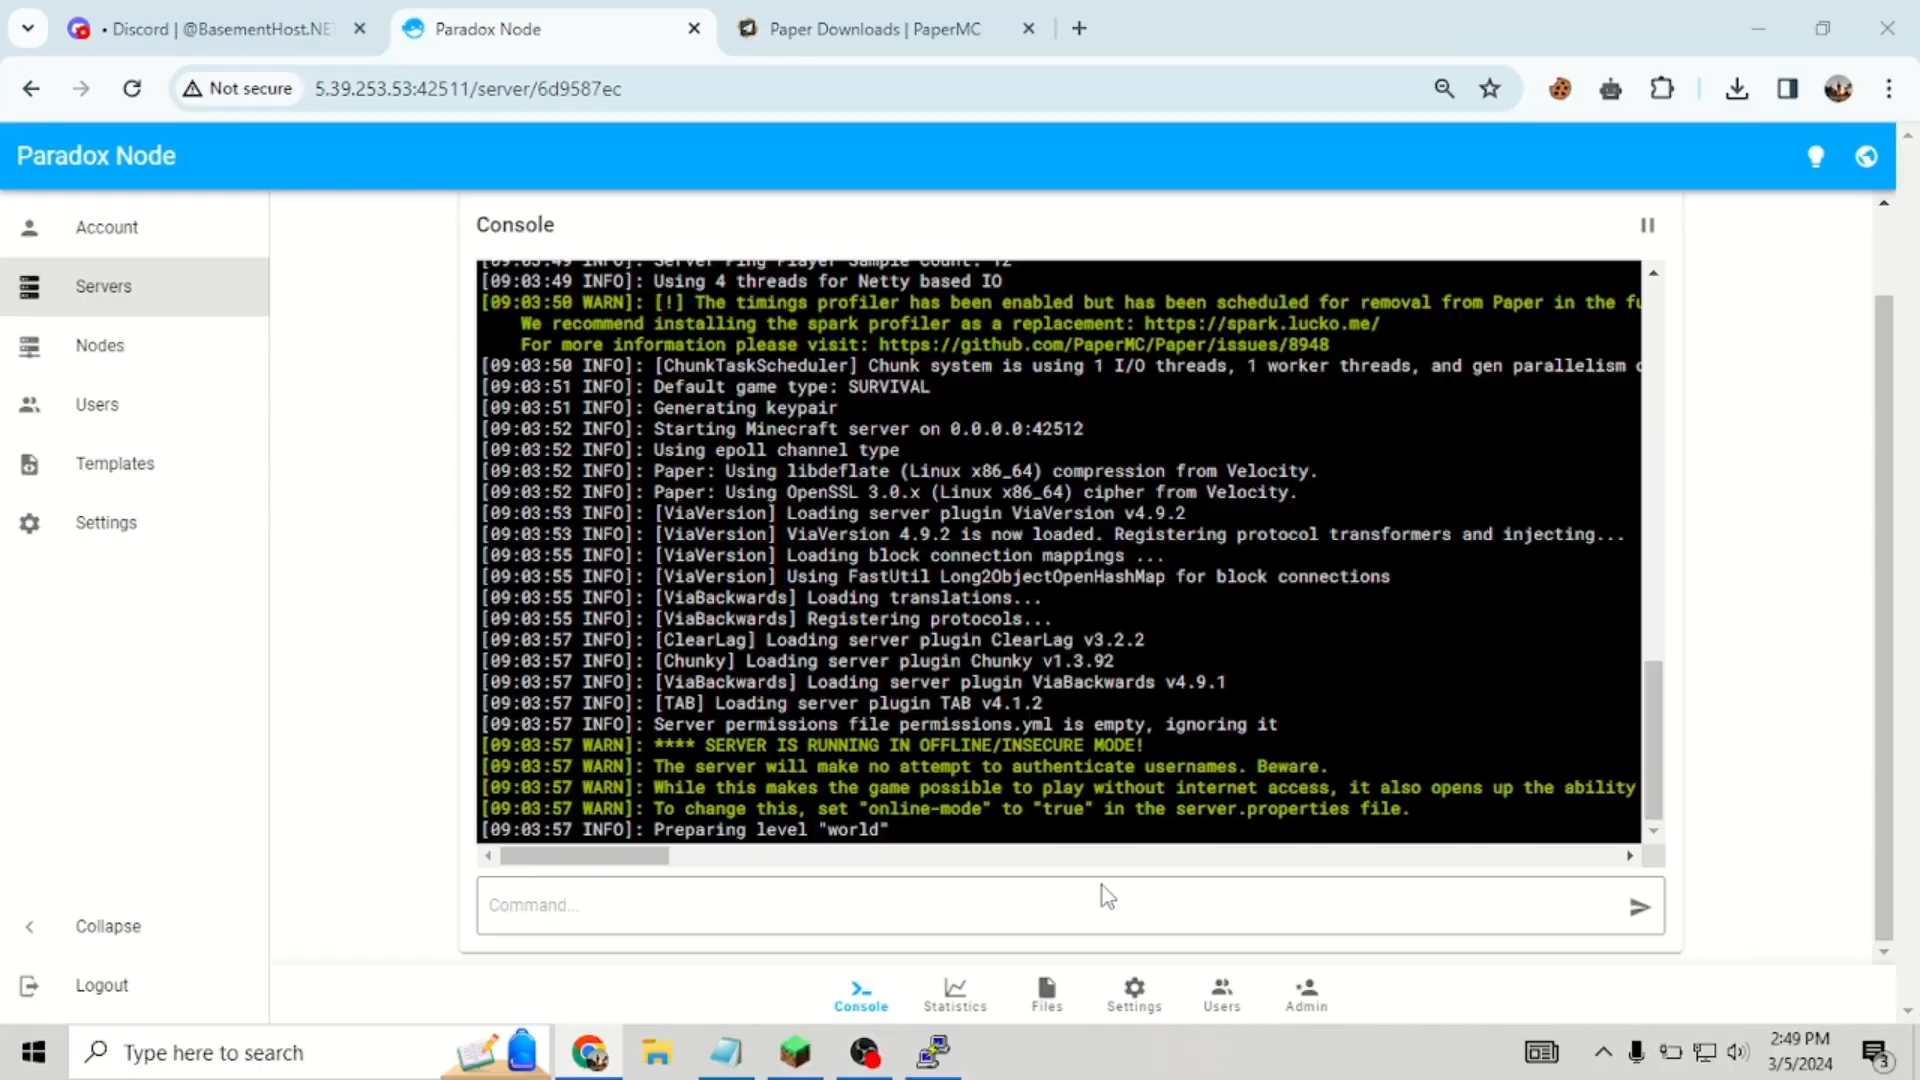 • Discord | @BasementHost.NE
Paradox Node
Paper Downloads | PaperMC
Not secure
5.39.253.53:42511/server/6d9587ec
Paradox Node
Account
Servers
Nodes
Users
Templates
Settings
Collapse
Logout
Console
[09:03:49 INFO]: Server Ping Player Sample Count: 12
[09:03:49 INFO]: Using 4 threads for Netty based IO
[09:03:50 WARN]: [!] The timings profiler has been enabled but has been scheduled for removal from Paper in the fu
We recommend installing the spark profiler as a replacement: https://spark.lucko.me/
For more information please visit: https://github.com/PaperMC/Paper/issues/8948
[09:03:50 INFO]: [ChunkTaskScheduler] Chunk system is using 1 I/O threads, 1 worker threads, and gen parallelism o
[09:03:51 INFO]: Default game type: SURVIVAL
[09:03:51 INFO]: Generating keypair
[09:03:52 INFO]: Starting Minecraft server on 0.0.0.0:42512
[09:03:52 INFO]: Using epoll channel type
[09:03:52 INFO]: Paper: Using libdeflate (Linux x86_64) compression from Velocity.
[09:03:52 INFO]: Paper: Using OpenSSL 3.0.x (Linux x86_64) cipher from Velocity.
[09:03:53 INFO]: [ViaVersion] Loading server plugin ViaVersion v4.9.2
[09:03:53 INFO]: [ViaVersion] ViaVersion 4.9.2 is now loaded. Registering protocol transformers and injecting...
[09:03:55 INFO]: [ViaVersion] Loading block connection mappings ...
[09:03:55 INFO]: [ViaVersion] Using FastUtil Long2ObjectOpenHashMap for block connections
[09:03:55 INFO]: [ViaBackwards] Loading translations...
[09:03:55 INFO]: [ViaBackwards] Registering protocols...
[09:03:57 INFO]: [ClearLag] Loading server plugin ClearLag v3.2.2
[09:03:57 INFO]: [Chunky] Loading server plugin Chunky v1.3.92
[09:03:57 INFO]: [ViaBackwards] Loading server plugin ViaBackwards v4.9.1
[09:03:57 INFO]: [TAB] Loading server plugin TAB v4.1.2
[09:03:57 INFO]: Server permissions file permissions.yml is empty, ignoring it
[09:03:57 WARN]: **** SERVER IS RUNNING IN OFFLINE/INSECURE MODE!
[09:03:57 WARN]: The server will make no attempt to authenticate usernames. Beware.
[09:03:57 WARN]: While this makes the game possible to play without internet access, it also opens up the ability
[09:03:57 WARN]: To change this, set "online-mode" to "true" in the server.properties file.
[09:03:57 INFO]: Preparing level "world"
Command...
Console
Statistics
Files
Settings
Users
Admin
Type here to search
2:49 PM
3/5/2024
3